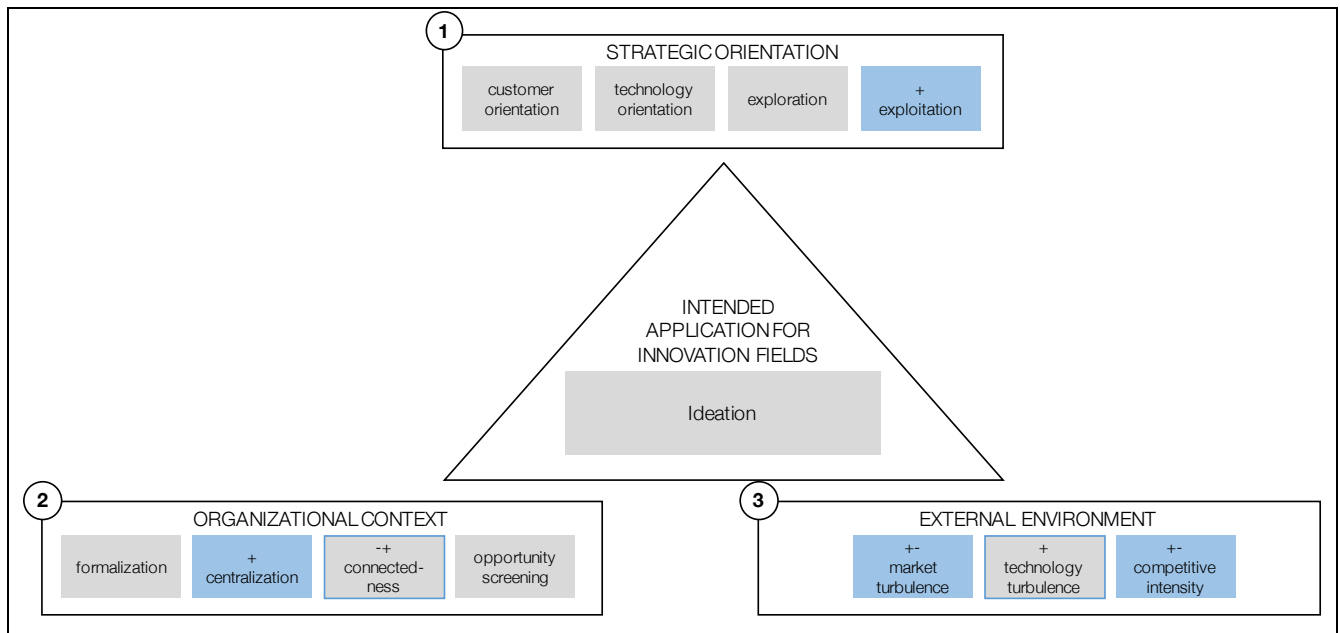 1
STRATEGIC ORIENTATION
customer
orientation
technology
orientation
exploration
+
exploitation
INTENDED
APPLICATION FOR
INNOVATION FIELDS
Ideation
2
ORGANIZATIONAL CONTEXT
formalization
+
centralization
-+
connected-
ness
opportunity
screening
3
EXTERNAL ENVIRONMENT
+-
market
turbulence
+
technology
turbulence
+-
competitive
intensity